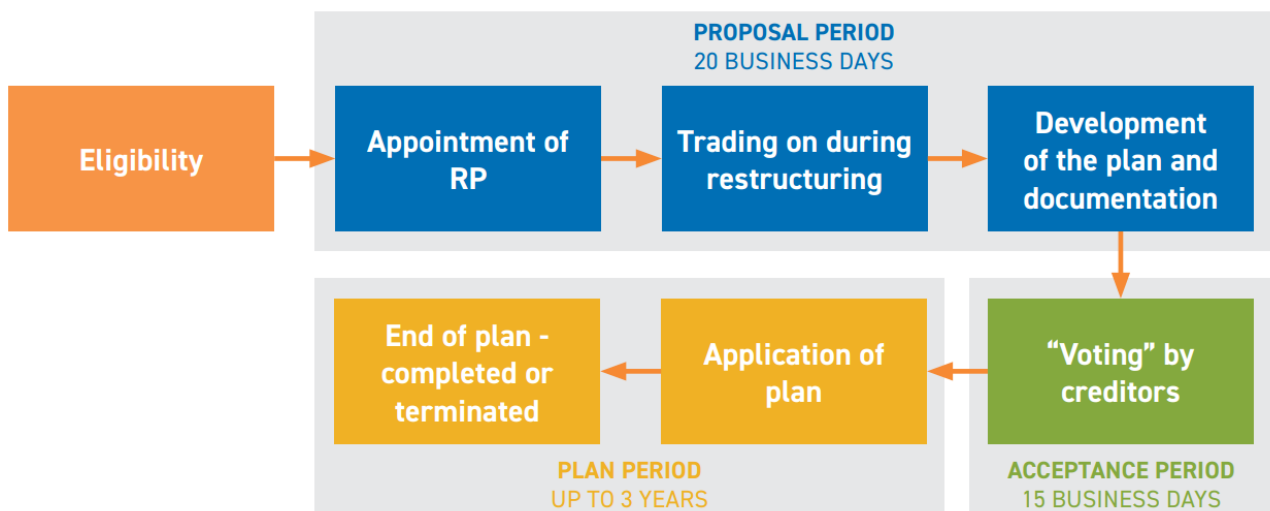 PROPOSAL PERIOD
20 BUSINESS DAYS
Eligibility
Appointment of
RP
Trading on during
restructuring
Development
of the plan and
documentation
“Voting” by
creditors
ACCEPTANCE PERIOD
15 BUSINESS DAYS
Application of
plan
End of plan -
completed or
terminated
PLAN PERIOD
UP TO 3 YEARS